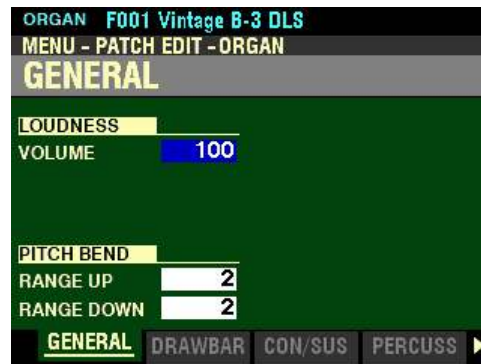 ORGAN F001 Vintage B-3 DLS
MENU - PATCH EDIT - ORGAN
GENERAL
LOUDNESS
VOLUME 100
PITCH BEND
RANGE UP 2
RANGE DOWN 2
GENERAL DRAWBAR CON/SUS PERCUSS